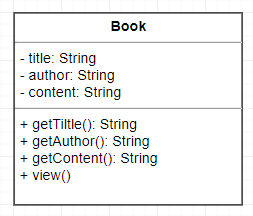 Book
- title: String
- author: String
- content: String
+ getTiltle(): String
+ getAuthor(): String
+ getContent(): String
+ view()